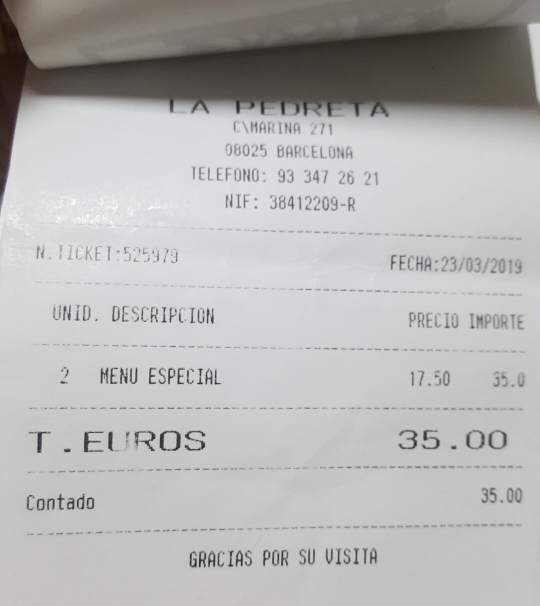 LA PEDRETA
C\MARINA 271
08025 BARCELONA
TELEFONO: 93 347 26 21
NIF: 38412209-R
N.TICKET:525979 FECHA:23/03/2019
UNID. DESCRIPCION PRECIO IMPORTE
2 MENU ESPECIAL 17.50 35.0
T.EUROS 35.00
Contado 35.00
GRACIAS POR SU VISITA